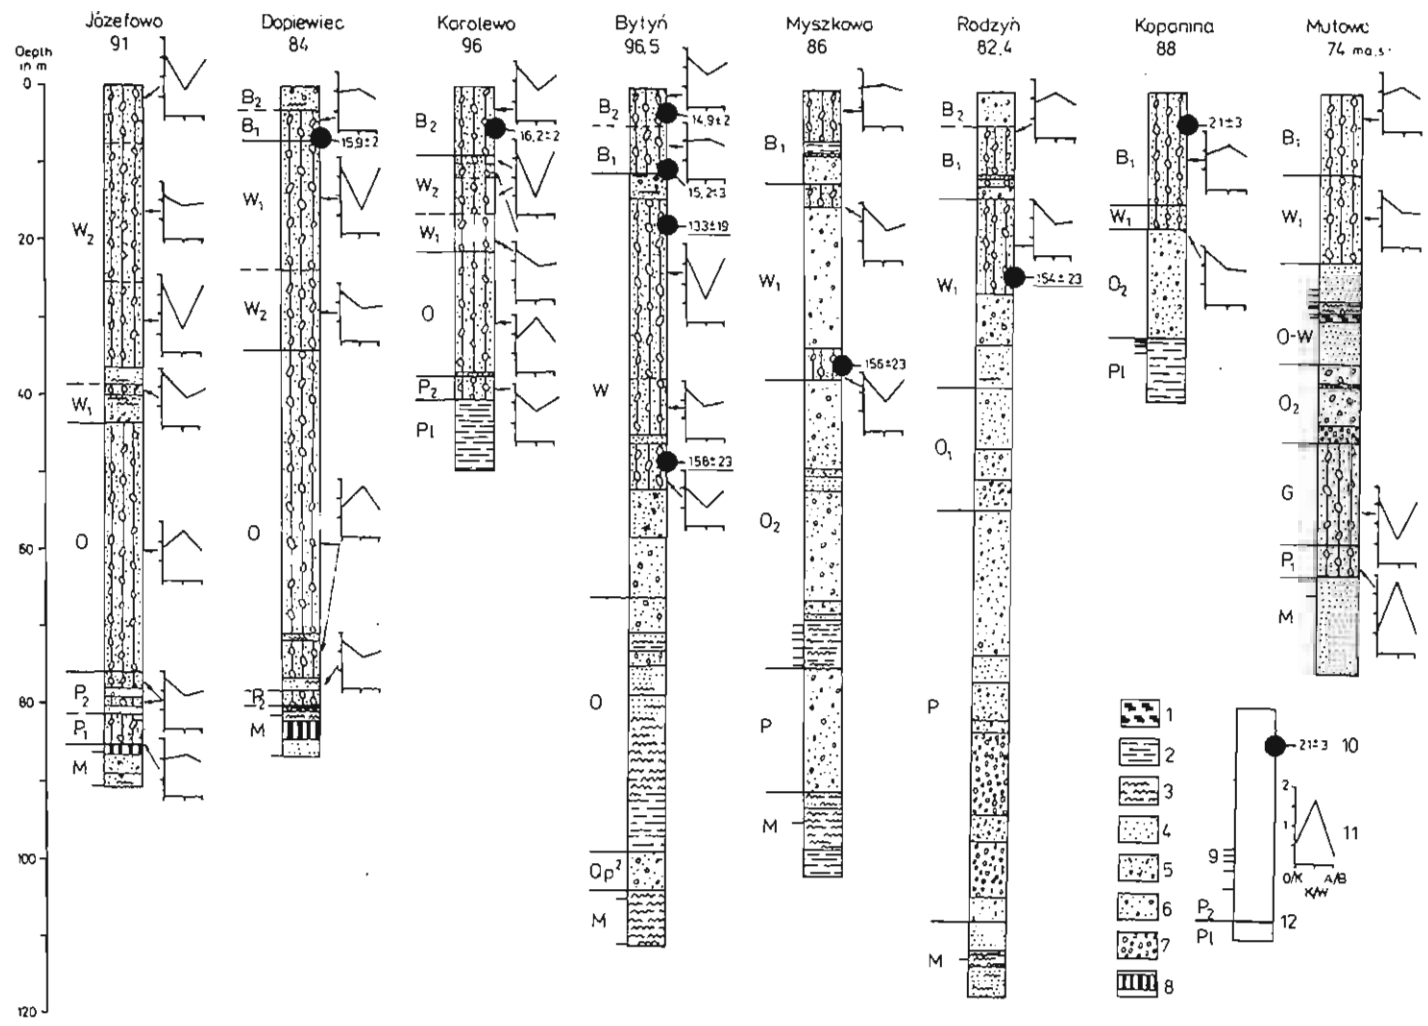 Józefowo Dopiewiec Karolewo Bytyń Myszkowo Rodzyń Kopanina Mutowo
91 84 96 96,5 86 82,4 88 74 m a.s.
Depth
in m
0
20
40
60
80
100
120
W₂
W₁
O
P₂
P₁
M
B₂
B₁
15,9±2
W₁
W₂
O
P₂
M
B₂
16,2±2
W₂
W₁
O
P₂
Pl
B₂
14,9±2
B₁
15,2±3
133±19
W
158±23
O
Op²
M
B₁
W₁
156±23
O₂
P
M
B₂
B₁
W₁
154±23
O₁
P
M
21±3
B₁
W₁
O₂
Pl
B₁
W₁
O-W
O₂
G
P₁
M
1
2
3
4
5
6
7
8
21±3 10
2
1
11
9
O/K A/B
K/W
P₂
12
Pl